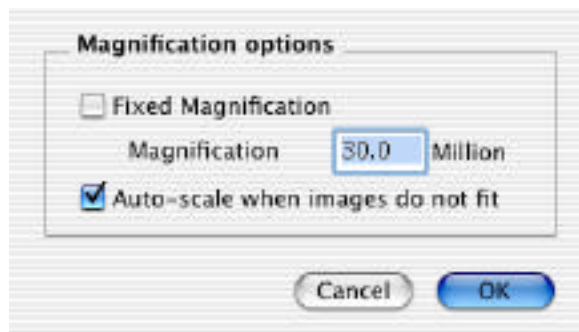 Magnification options
Fixed Magnification
Magnification 30.0 Million
Auto-scale when images do not fit
Cancel OK